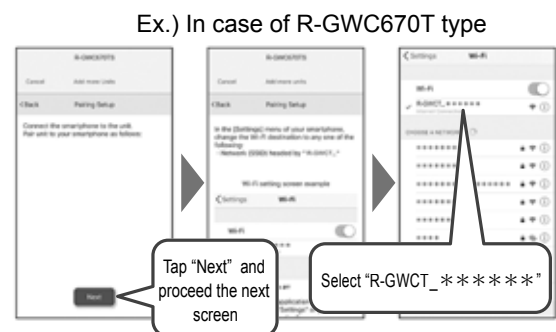 Ex.) In case of R-GWC670T type
R-GWC670TS
Cancel Add more Units
<Back Pairing Setup
Connect the smartphone to the unit.
Pair unit to your smartphone as follows:
Next
Tap “Next” and
proceed the next
screen
R-GWC670TS
Cancel Add more units
<Back Pairing Setup
In the [Settings] menu of your smartphone,
change the Wi-Fi destination to any one of the
following:
- Network (SSID) headed by "R-GWCT_"
Wi-Fi setting screen example
Settings Wi-Fi
Wi-Fi
Settings Wi-Fi
Wi-Fi
R-GWCT_******
CHOOSE A NETWORK
Select “R-GWCT_******”